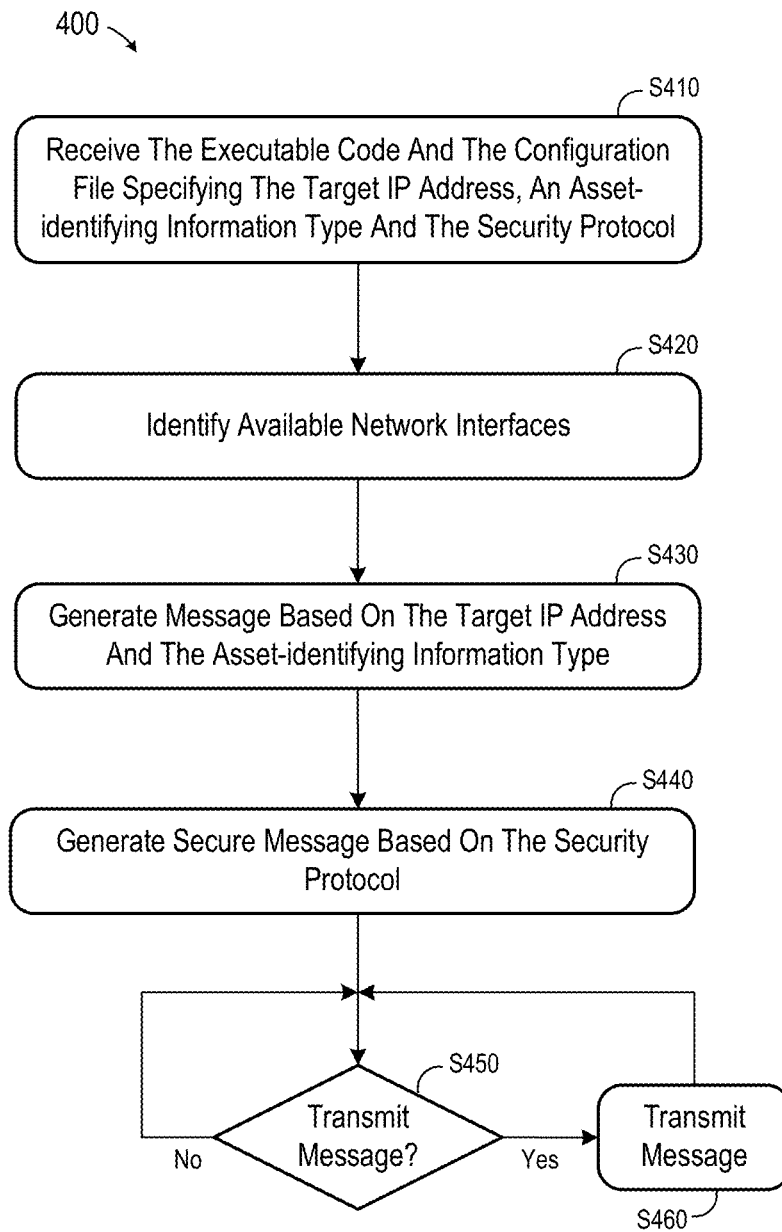 400
S410
Receive The Executable Code And The Configuration
File Specifying The Target IP Address, An Asset-
identifying Information Type And The Security Protocol
S420
Identify Available Network Interfaces
S430
Generate Message Based On The Target IP Address
And The Asset-identifying Information Type
S440
Generate Secure Message Based On The Security
Protocol
S450
Transmit
Message?
No
Yes
Transmit
Message
S460